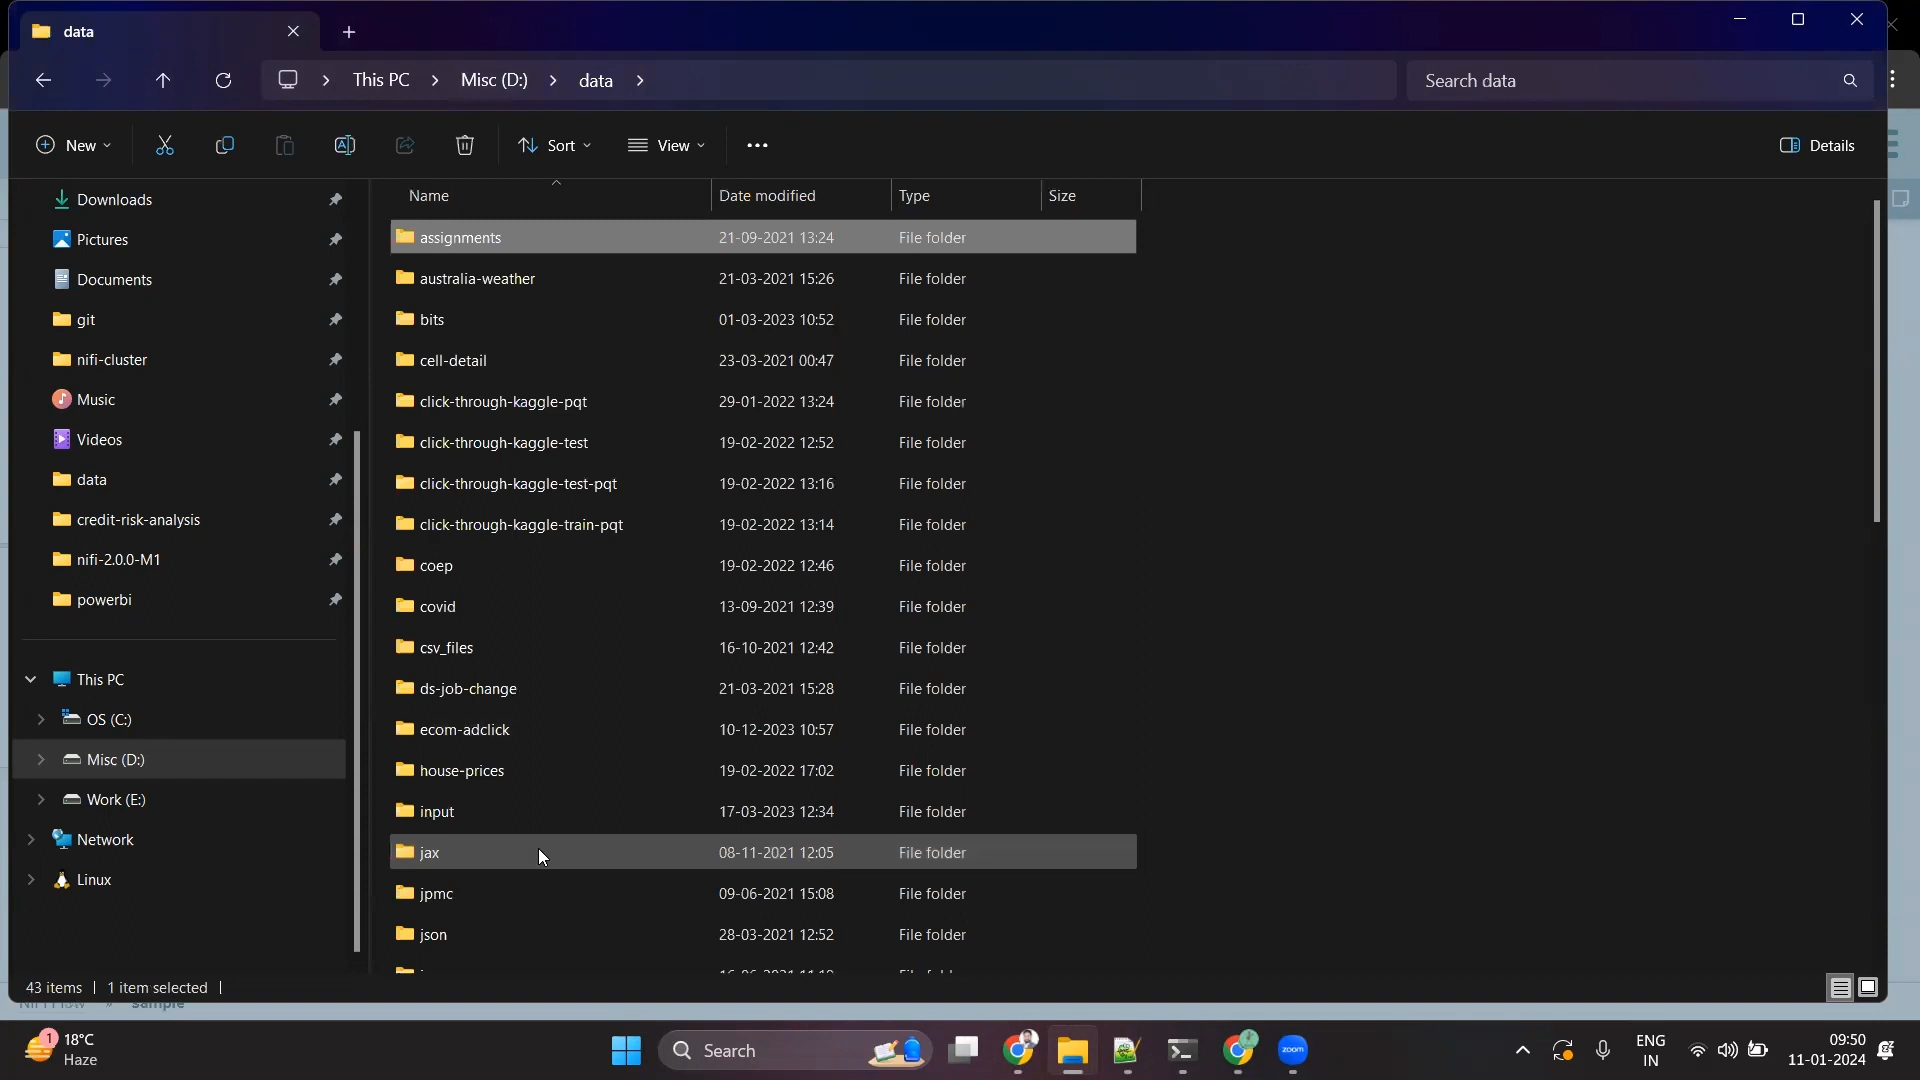 data
This PC
Misc (D:)
data
Search data
New
Sort
View
Details
Downloads
Pictures
Documents
git
nifi-cluster
Music
Videos
data
credit-risk-analysis
nifi-2.0.0-M1
powerbi
This PC
OS (C:)
Misc (D:)
Work (E:)
Network
Linux
Name Date modified Type Size
assignments 21-09-2021 13:24 File folder
australia-weather 21-03-2021 15:26 File folder
bits 01-03-2023 10:52 File folder
cell-detail 23-03-2021 00:47 File folder
click-through-kaggle-pqt 29-01-2022 13:24 File folder
click-through-kaggle-test 19-02-2022 12:52 File folder
click-through-kaggle-test-pqt 19-02-2022 13:16 File folder
click-through-kaggle-train-pqt 19-02-2022 13:14 File folder
coep 19-02-2022 12:46 File folder
covid 13-09-2021 12:39 File folder
csv_files 16-10-2021 12:42 File folder
ds-job-change 21-03-2021 15:28 File folder
ecom-adclick 10-12-2023 10:57 File folder
house-prices 19-02-2022 17:02 File folder
input 17-03-2023 12:34 File folder
jax 08-11-2021 12:05 File folder
jpmc 09-06-2021 15:08 File folder
json 28-03-2021 12:52 File folder
43 items 1 item selected
sample
1
18°C
Haze
Search
zoom
ENG
IN
09:50
11-01-2024